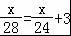 x/28 = x/24 + 3